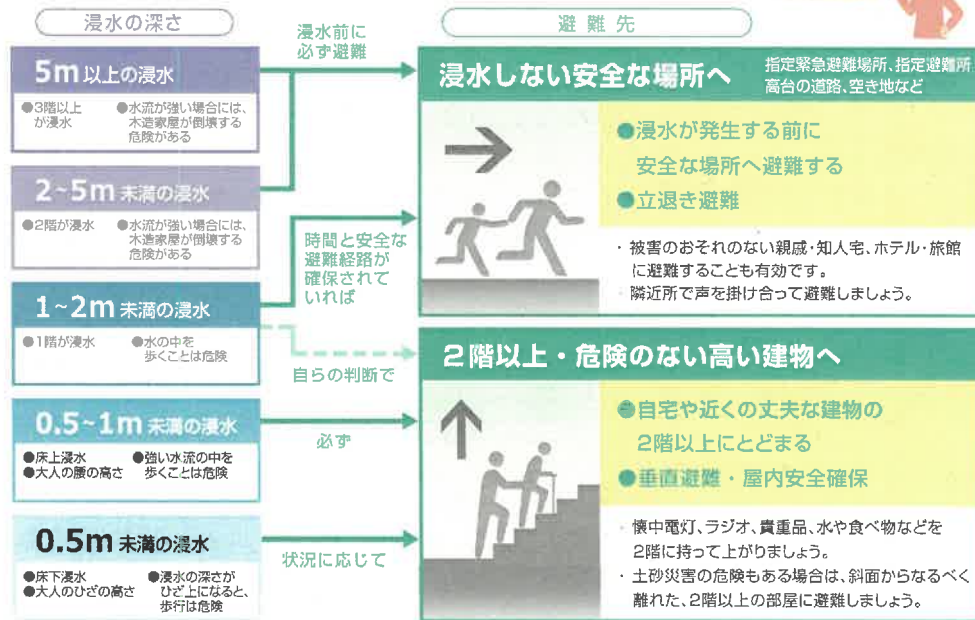 浸水の深さ
避難先
浸水前に
必ず避難
5m以上の浸水
●3階以上
が浸水
●水流が強い場合には、
木造家屋が倒壊する
危険がある
2~5m未満の浸水
●2階が浸水
●水流が強い場合には、
木造家屋が倒壊する
危険がある
時間と安全な
避難経路が
確保されて
いれば
1~2m未満の浸水
●1階が浸水
●水の中を
歩くことは危険
自らの判断で
0.5~1m未満の浸水
●床上浸水
●大人の腰の高さ
●強い水流の中を
歩くことは危険
必ず
0.5m未満の浸水
●床下浸水
●大人のひざの高さ
●浸水の深さが
ひざ上になると、
歩行は危険
状況に応じて
浸水しない安全な場所へ
指定緊急避難場所、指定避難所
高台の道路、空き地など
●浸水が発生する前に
安全な場所へ避難する
●立退き避難
・被害のおそれのない親戚・知人宅、ホテル・旅館
に避難することも有効です。
・隣近所で声を掛け合って避難しましょう。
2階以上・危険のない高い建物へ
●自宅や近くの丈夫な建物の
2階以上にとどまる
●垂直避難・屋内安全確保
・懐中電灯、ラジオ、貴重品、水や食べ物などを
2階に持って上がりましょう。
・土砂災害の危険もある場合は、斜面からなるべく
離れた、2階以上の部屋に避難しましょう。